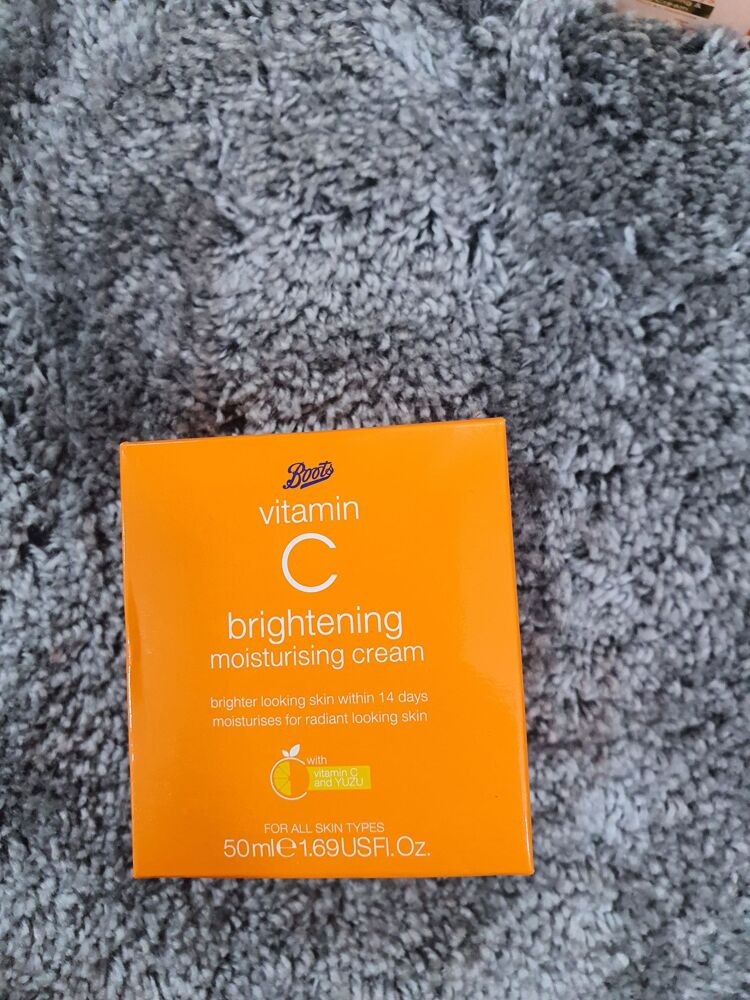 Boots
vitamin
C
brightening
moisturising cream
brighter looking skin within 14 days
moisturises for radiant looking skin
with
vitamin C
and YUZU
FOR ALL SKIN TYPES
50ml℮1.69USFl.Oz.